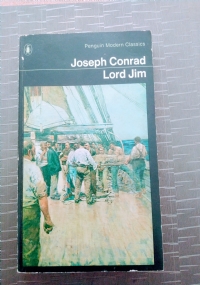 Penguin Modern Classics
Joseph Conrad
Lord Jim